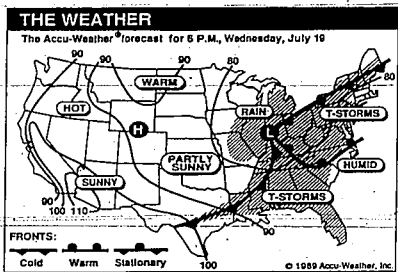 THE WEATHER
The Accu-Weather® forecast for 6 P.M., Wednesday, July 19
90 90 90 80
80
WARM
HOT
RAIN
T-STORMS
H
L
PARTLY
SUNNY
HUMID
SUNNY
T-STORMS
90
100 110
90
100
FRONTS:
Cold Warm Stationary
© 1989 Accu-Weather, Inc.